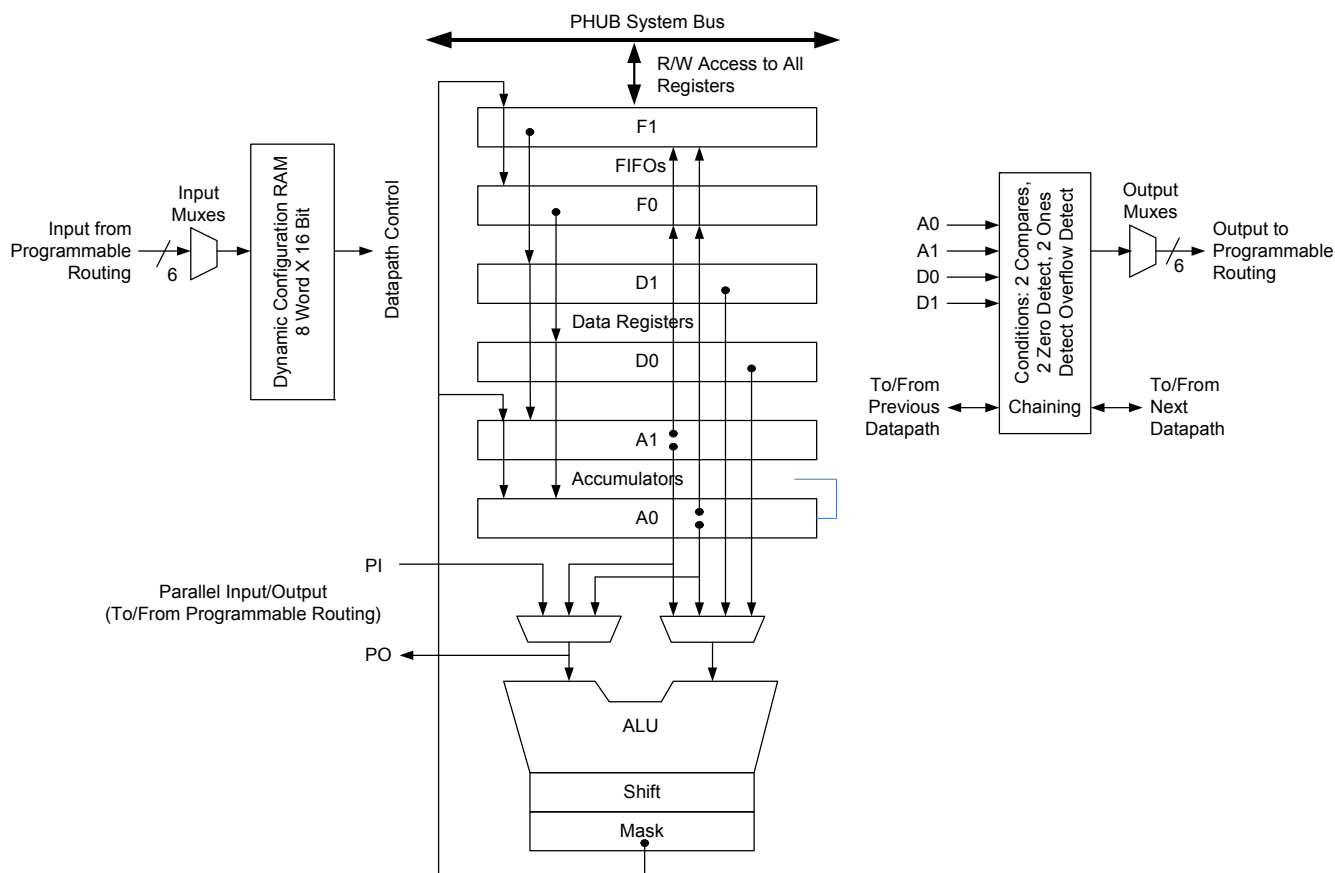 PHUB System Bus
R/W Access to All
Registers
F1
FIFOs
F0
D1
Data Registers
D0
A1
Accumulators
A0
Input from
Programmable
Routing
6
Input
Muxes
Dynamic Configuration RAM
8 Word X 16 Bit
Datapath Control
A0
A1
D0
D1
Conditions: 2 Compares,
2 Zero Detect, 2 Ones
Detect Overflow Detect
Output
Muxes
6
Output to
Programmable
Routing
To/From
Previous
Datapath
Chaining
To/From
Next
Datapath
PI
Parallel Input/Output
(To/From Programmable Routing)
PO
ALU
Shift
Mask